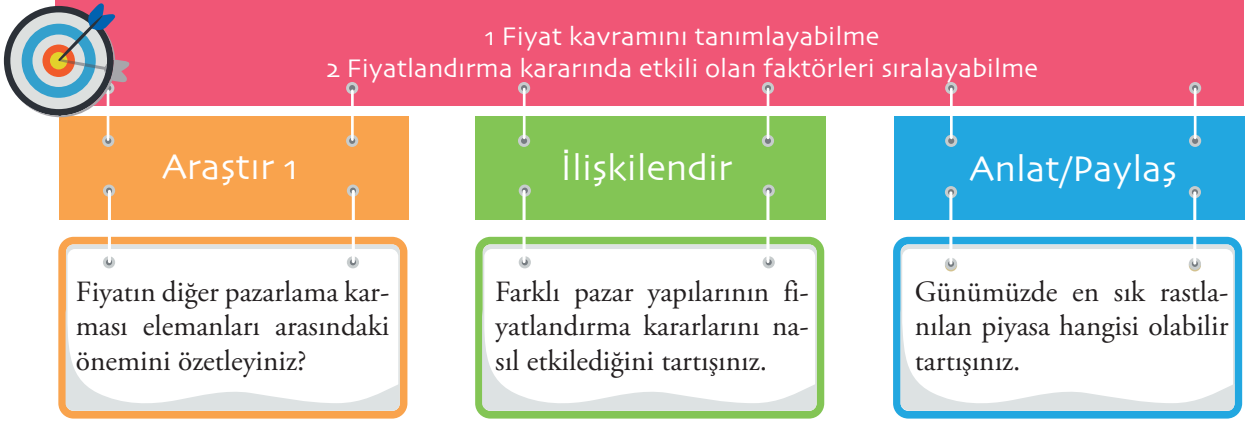 1 Fiyat kavramını tanımlayabilme
2 Fiyatlandırma kararında etkili olan faktörleri sıralayabilme
Araştır 1
Fiyatın diğer pazarlama kar-
ması elemanları arasındaki
önemini özetleyiniz?
İlişkilendir
Farklı pazar yapılarının fi-
yatlandırma kararlarını na-
sıl etkilediğini tartışınız.
Anlat/Paylaş
Günümüzde en sık rastla-
nılan piyasa hangisi olabilir
tartışınız.